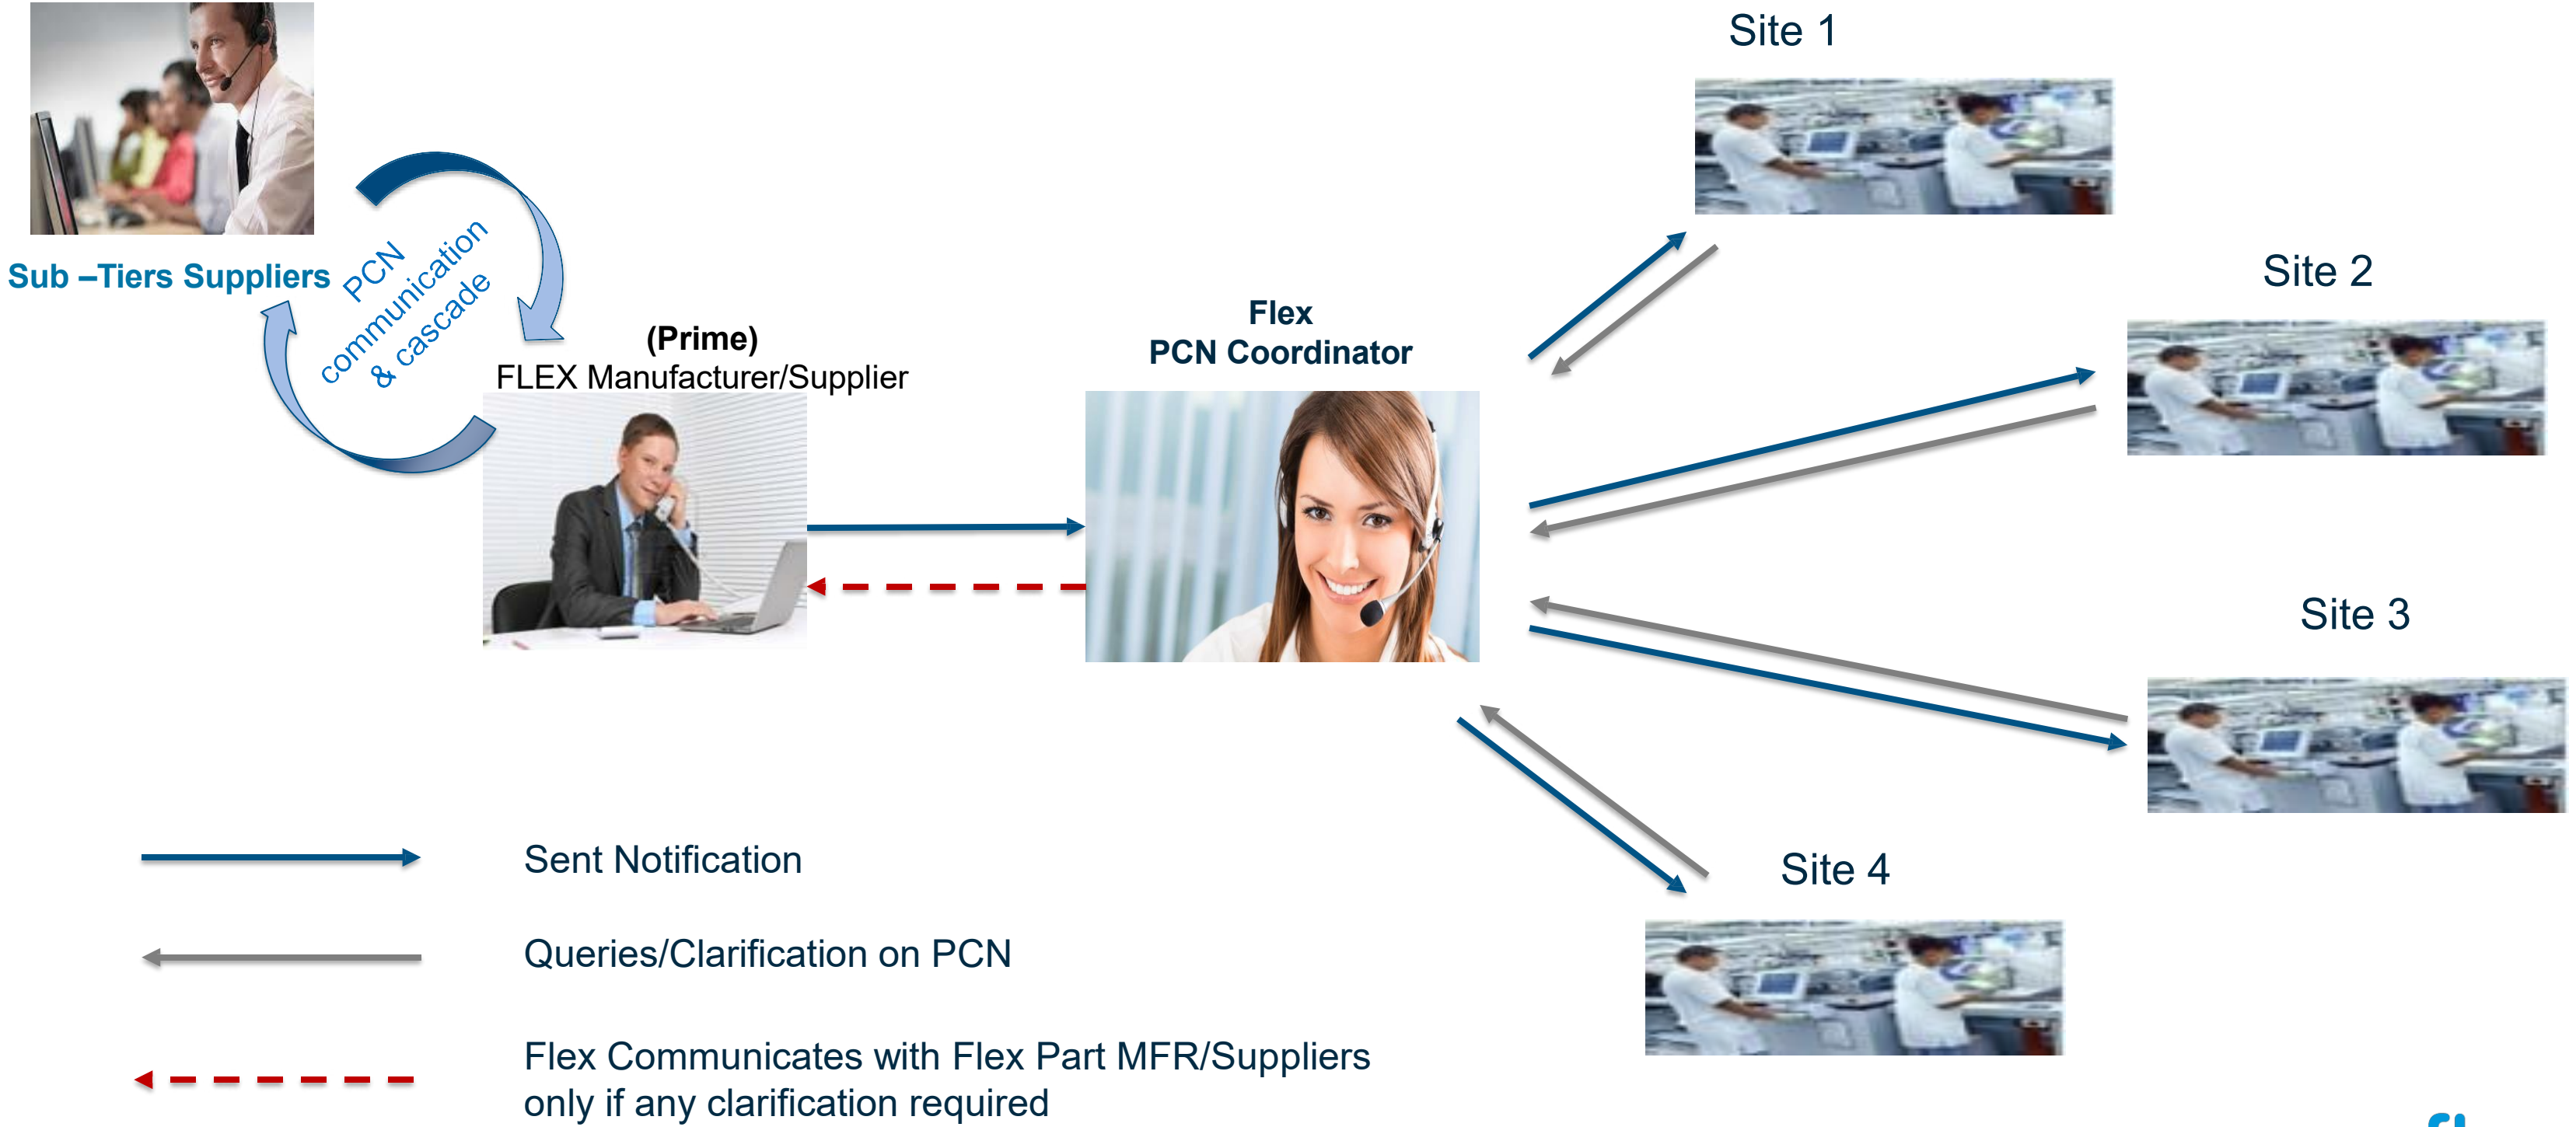 Site 1
Sub –Tiers Suppliers
PCN
communication
& cascade
(Prime)
FLEX Manufacturer/Supplier
Flex
PCN Coordinator
Site 2
Site 3
Site 4
Sent Notification
Queries/Clarification on PCN
Flex Communicates with Flex Part MFR/Suppliers
only if any clarification required